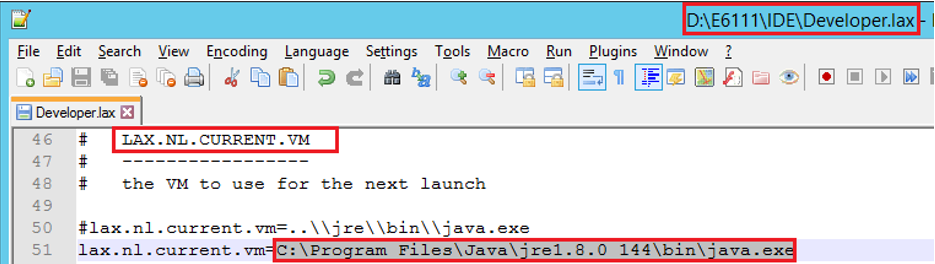 D:\E6111\IDE\Developer.lax -
File Edit Search View Encoding Language Settings Tools Macro Run Plugins Window ?
Developer.lax
46 # LAX.NL.CURRENT.VM
47 # -----------------
48 # the VM to use for the next launch
49
50 #lax.nl.current.vm=..\\jre\\bin\\java.exe
51 lax.nl.current.vm=C:\Program Files\Java\jre1.8.0 144\bin\java.exe